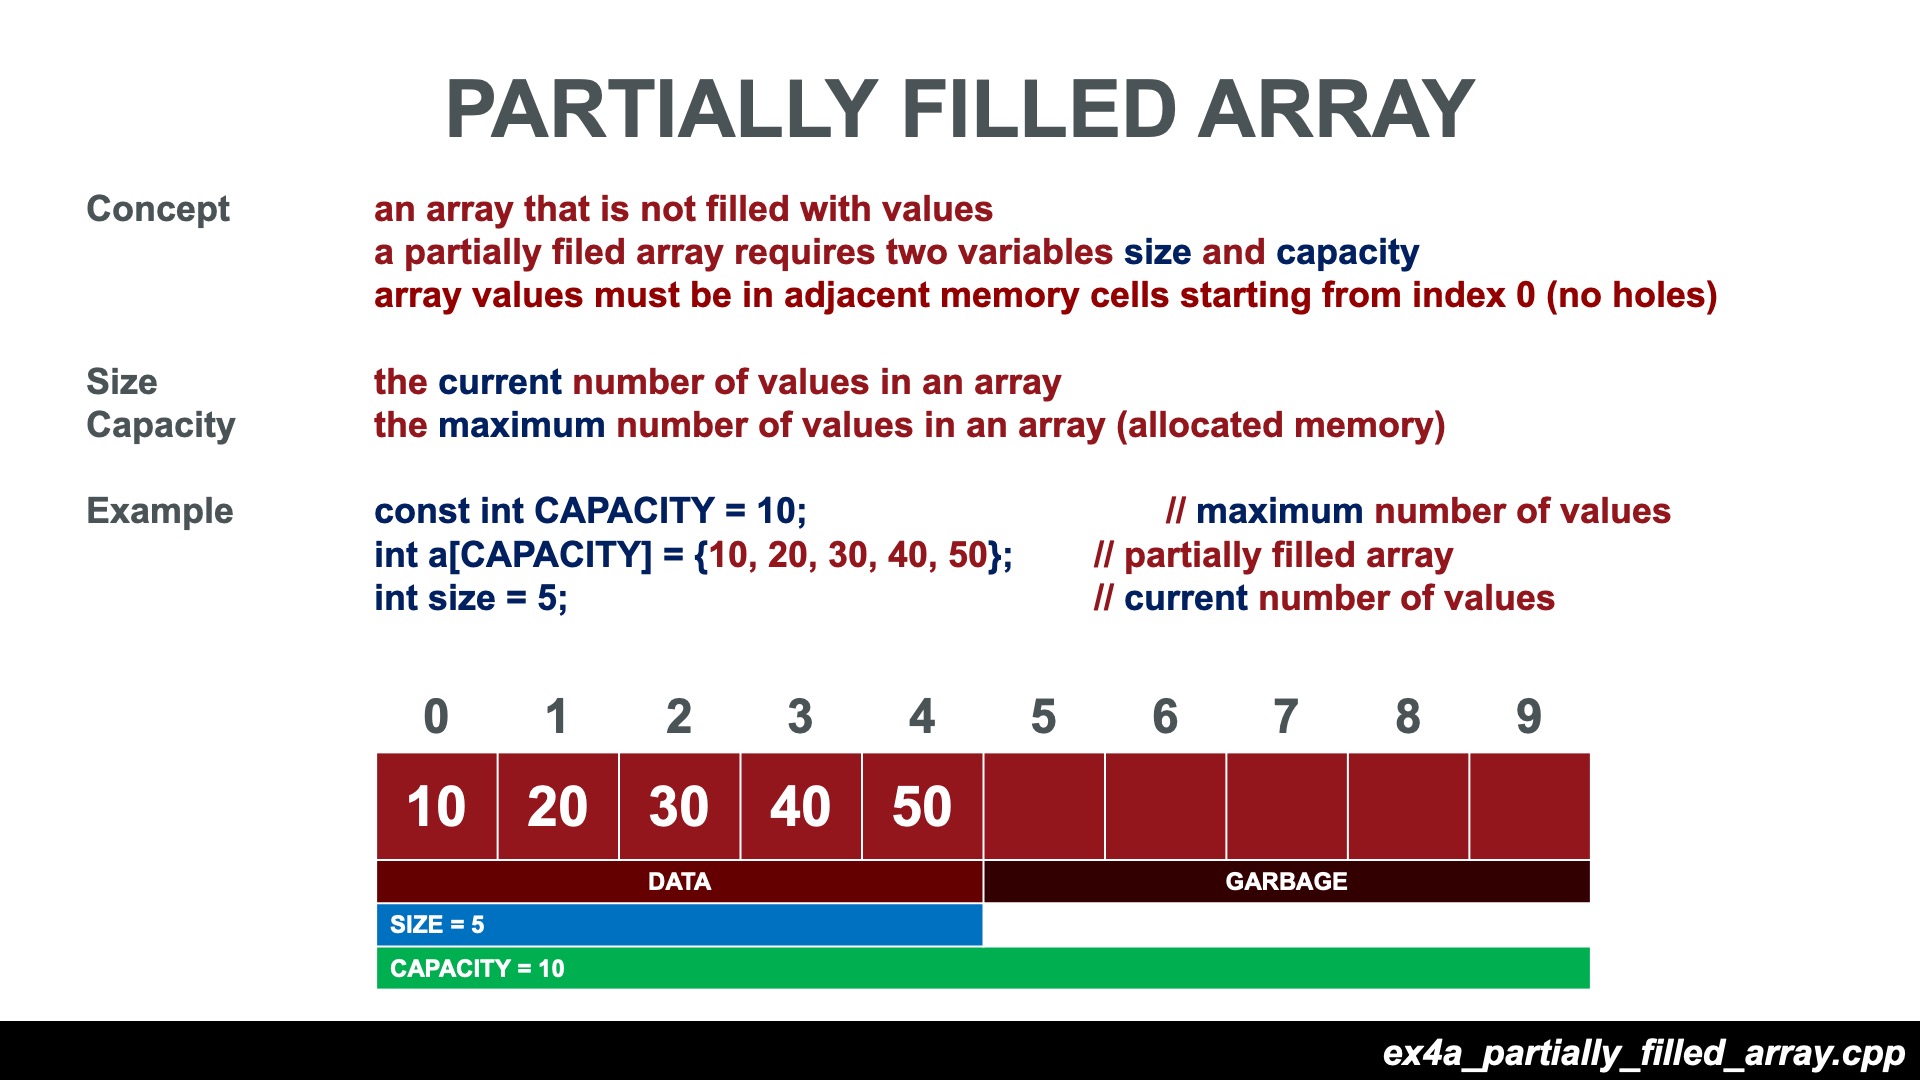 PARTIALLY FILLED ARRAY
Concept an array that is not filled with values
a partially filed array requires two variables size and capacity
array values must be in adjacent memory cells starting from index 0 (no holes)
Size the current number of values in an array
Capacity the maximum number of values in an array (allocated memory)
Example const int CAPACITY = 10; // maximum number of values
int a[CAPACITY] = {10, 20, 30, 40, 50}; // partially filled array
int size = 5; // current number of values
0 1 2 3 4 5 6 7 8 9
10 20 30 40 50
DATA GARBAGE
SIZE = 5
CAPACITY = 10
ex4a_partially_filled_array.cpp